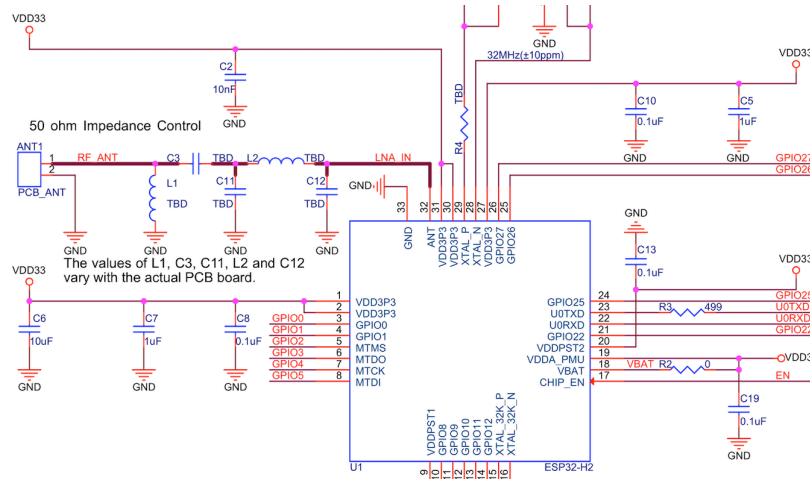 VDD33
C2
10nF
GND
GND
32MHz(±10ppm)
TBD
R4
VDD33
C10
0.1uF
C5
1uF
GND
GND
GPIO27
GPIO26
50 ohm Impedance Control
ANT1
1
2
PCB_ANT
RF_ANT
C3
TBD
L2
TBD
LNA_IN
L1
TBD
C11
TBD
C12
TBD
GND
GND
GND
GND
GND
The values of L1, C3, C11, L2 and C12
vary with the actual PCB board.
33
32
31
30
29
28
27
26
25
GND
ANT
VDD3P3
VDD3P3
XTAL_P
XTAL_N
VDD3P3
GPIO27
GPIO26
GND
C13
0.1uF
VDD33
VDD33
C6
10uF
C7
1uF
C8
0.1uF
GND
GND
GND
GPIO0
GPIO1
GPIO2
GPIO3
GPIO4
GPIO5
1 VDD3P3
2 VDD3P3
3 GPIO0
4 GPIO1
5 MTMS
6 MTDO
7 MTCK
8 MTDI
GPIO25 24 GPIO25
U0TXD 23 R3 499 U0TXD
U0RXD 22 U0RXD
GPIO22 21 GPIO22
VDDPST2 20
VDDA_PMU 19 VDD3
VBAT 18 VBAT R2 0
CHIP_EN 17 EN
C19
0.1uF
GND
VDDPST1
GPIO8
GPIO9
GPIO10
GPIO11
GPIO12
XTAL_32K_P
XTAL_32K_N
U1
ESP32-H2
9
10
11
12
13
14
15
16